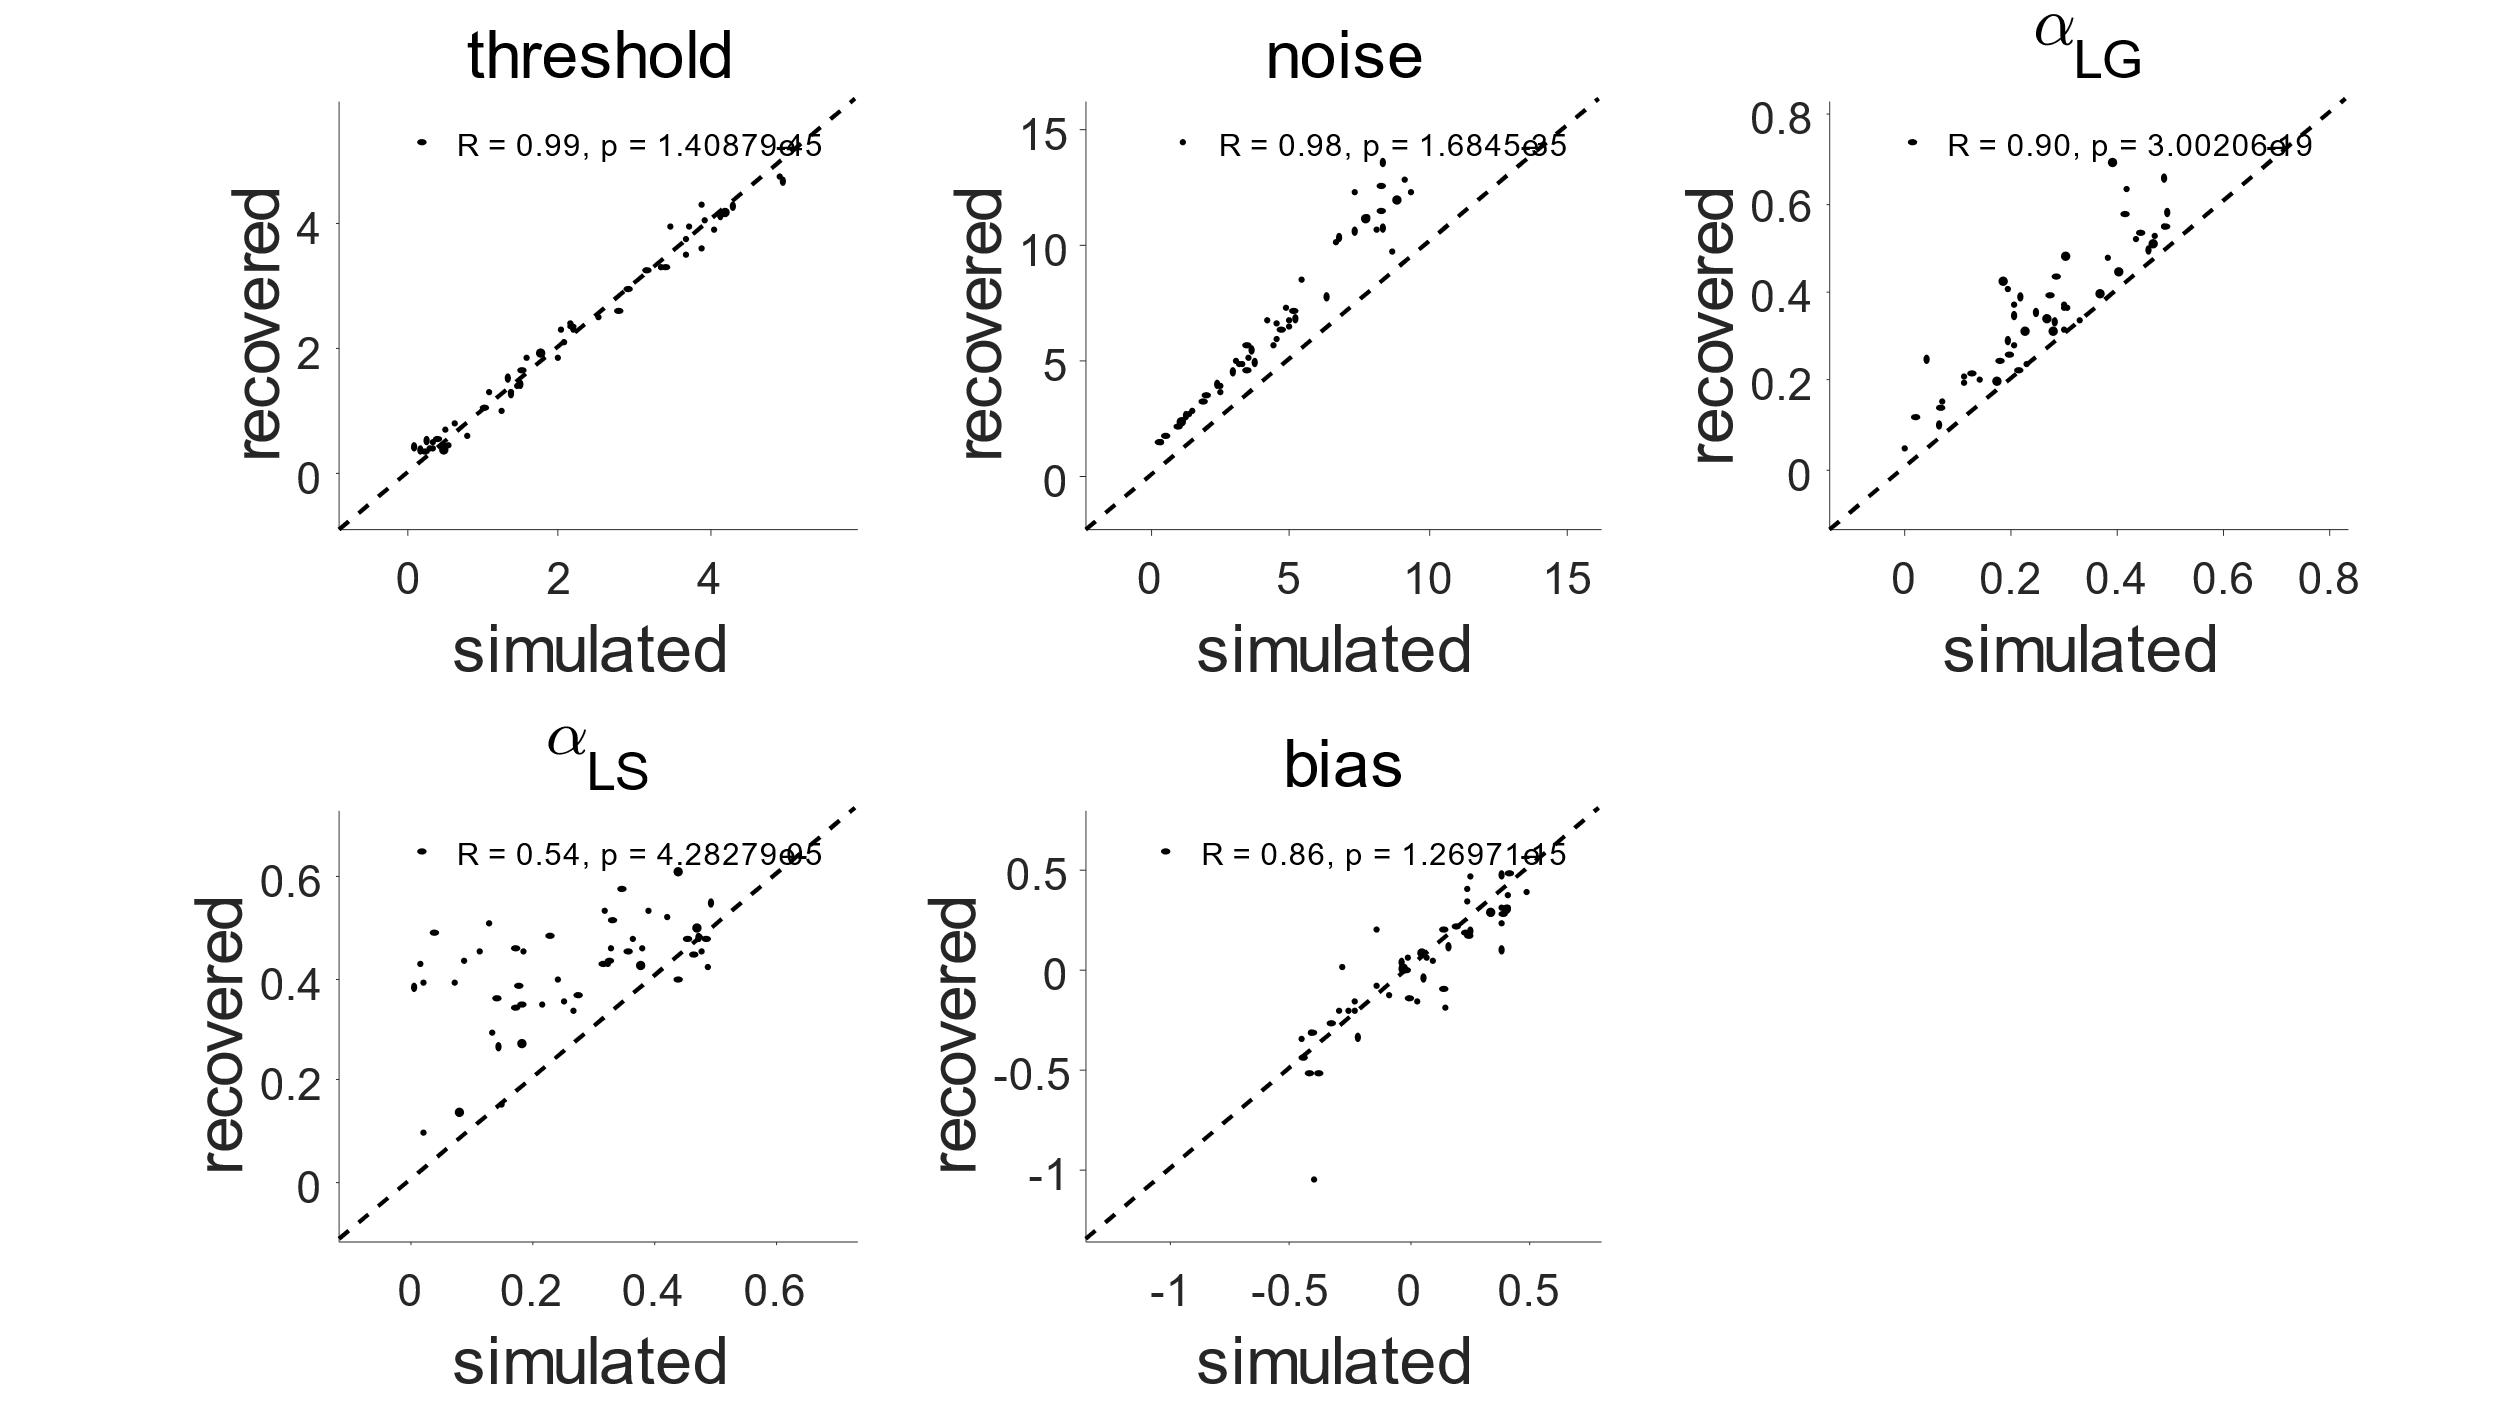 threshold
R = 0.99, p = 1.40879e-45
4
2
0
recovered
0 2 4
simulated
noise
R = 0.98, p = 1.6845e-35
15
10
5
0
recovered
0 5 10 15
simulated
α LG
R = 0.90, p = 3.00206e-19
0.8
0.6
0.4
0.2
0
recovered
0 0.2 0.4 0.6 0.8
simulated
α LS
R = 0.54, p = 4.28279e-05
0.6
0.4
0.2
0
recovered
0 0.2 0.4 0.6
simulated
bias
R = 0.86, p = 1.26971e-15
0.5
0
-0.5
-1
recovered
-1 -0.5 0 0.5
simulated